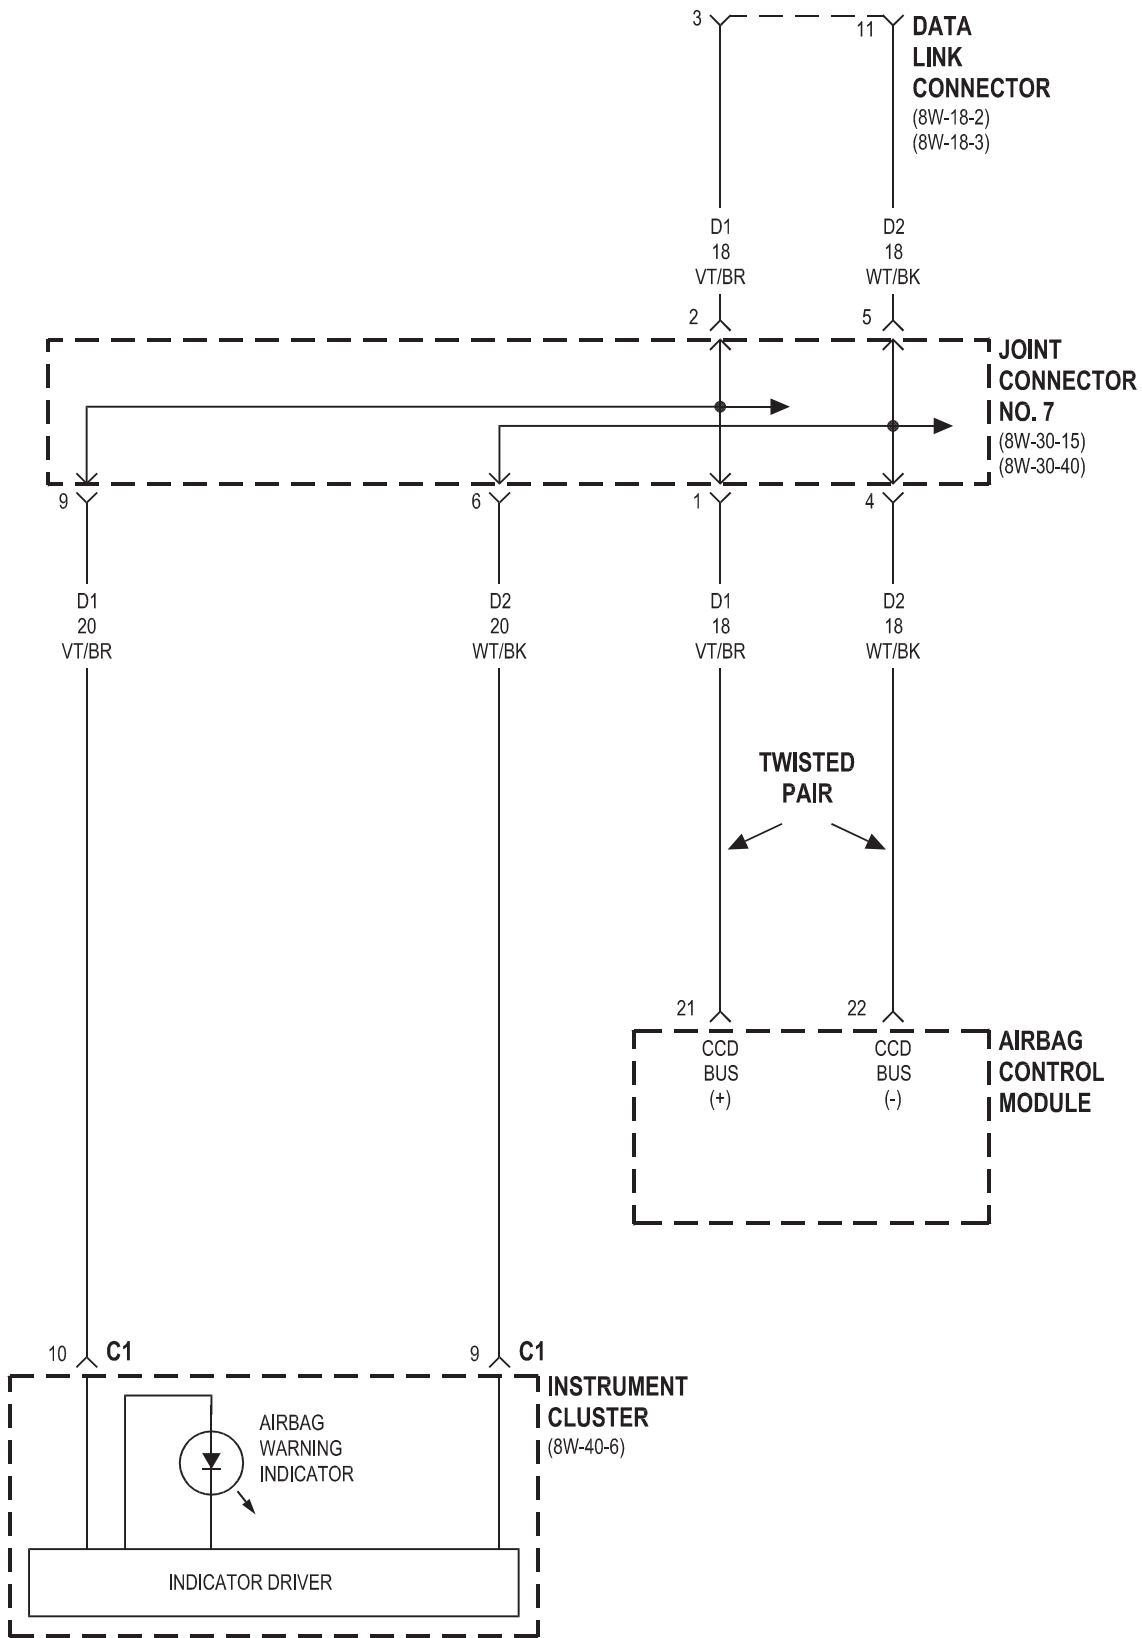 3
11
DATA
LINK
CONNECTOR
(8W-18-2)
(8W-18-3)
D1
18
VT/BR
D2
18
WT/BK
2
5
JOINT
CONNECTOR
NO. 7
(8W-30-15)
(8W-30-40)
9
6
1
4
D1
20
VT/BR
D2
20
WT/BK
D1
18
VT/BR
D2
18
WT/BK
TWISTED
PAIR
21
22
CCD
BUS
(+)
CCD
BUS
(-)
AIRBAG
CONTROL
MODULE
10
C1
9
C1
INSTRUMENT
CLUSTER
(8W-40-6)
AIRBAG
WARNING
INDICATOR
INDICATOR DRIVER